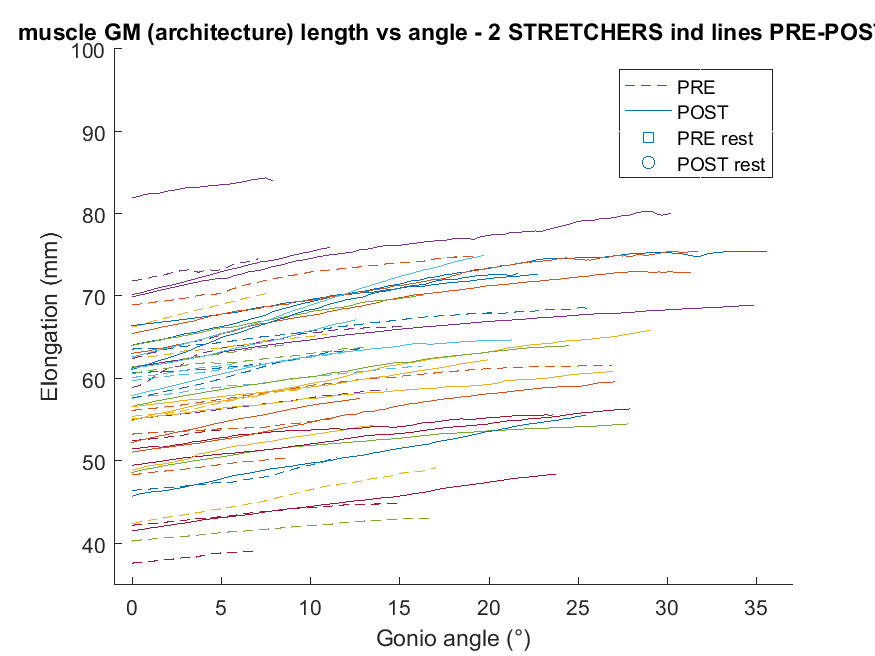 muscle GM (architecture) length vs angle - 2 STRETCHERS ind lines PRE-POST
100
90
80
70
60
50
40
Elongation (mm)
PRE
POST
PRE rest
POST rest
0 5 10 15 20 25 30 35
Gonio angle (°)